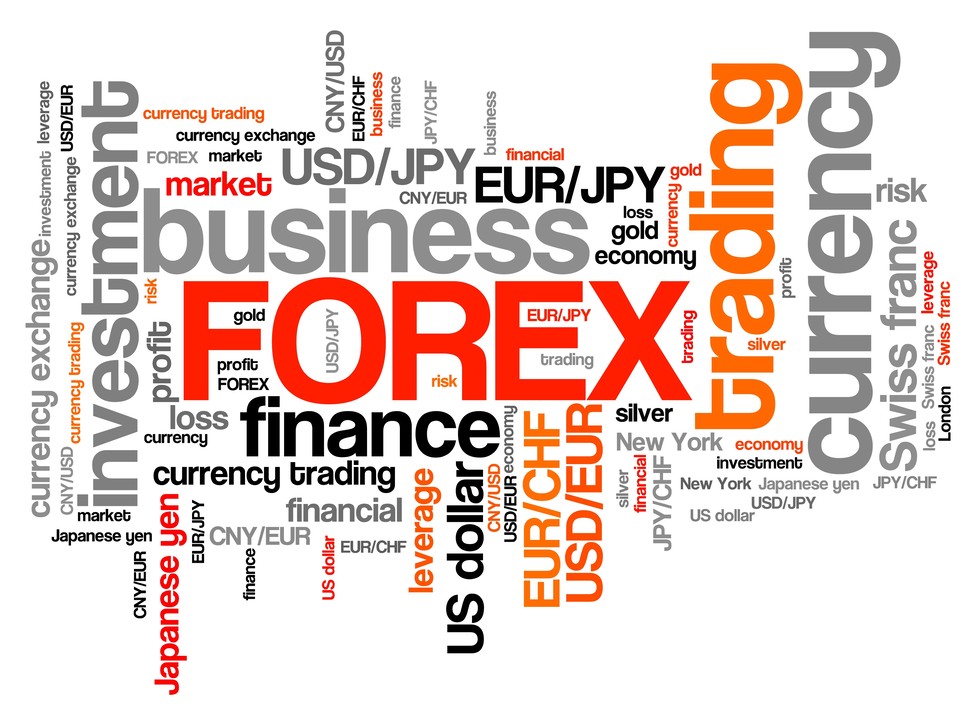 CNY/USD
leverage
USD/EUR
investment
currency exchange
currency exchange
investment
currency trading
EUR/CHF
business
finance
JPY/CHF
business
currency exchange
FOREX
market
USD/JPY
financial
market
CNY/EUR
EUR/JPY
gold
currency
trading
currency
risk
business
loss
gold
economy
profit
Swiss franc
leverage
Swiss franc
Swiss franc
loss
London
risk
profit
currency trading
CNY/USD
FOREX
gold
USD/JPY
EUR/JPY
trading
trading
silver
profit
FOREX
risk
loss
currency
finance
economy
silver
New York
economy
investment
currency trading
New York
Japanese yen
JPY/CHF
USD/JPY
US dollar
silver
financial
JPY/CHF
EUR/CHF
USD/EUR
CNY/USD
USD/EUR
US dollar
leverage
financial
market
Japanese yen
Japanese yen
CNY/EUR
EUR/JPY
CNY/EUR
finance
US dollar
EUR/CHF